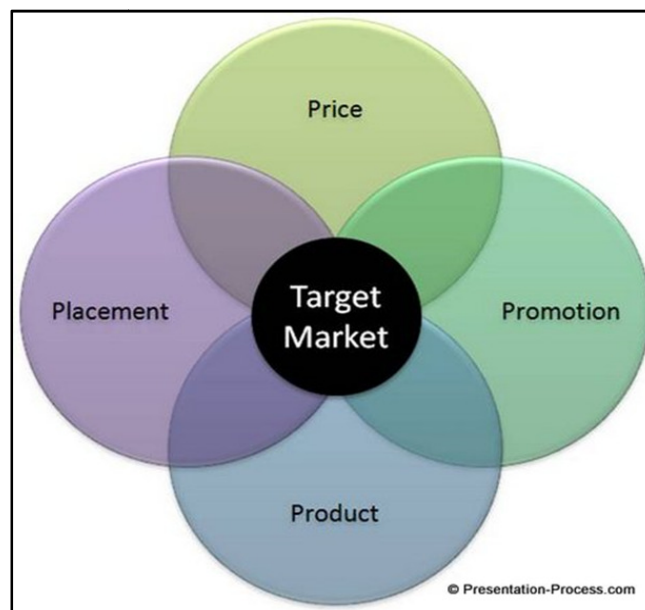 Price
Placement
Target
Market
Promotion
Product
© Presentation-Process.com